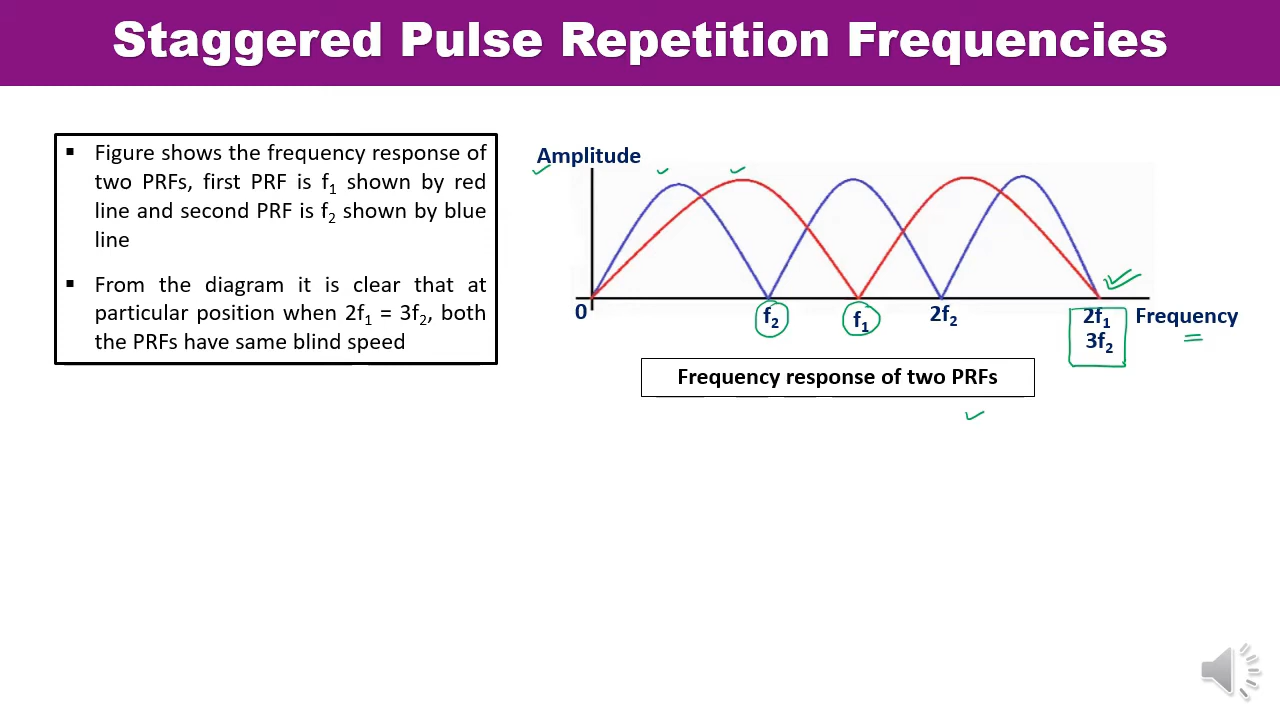 Staggered Pulse Repetition Frequencies
▪ Figure shows the frequency response of
two PRFs, first PRF is f₁ shown by red
line and second PRF is f₂ shown by blue
line
▪ From the diagram it is clear that at
particular position when 2f₁ = 3f₂, both
the PRFs have same blind speed
Amplitude
0
f₂
f₁
2f₂
2f₁
3f₂
Frequency
Frequency response of two PRFs